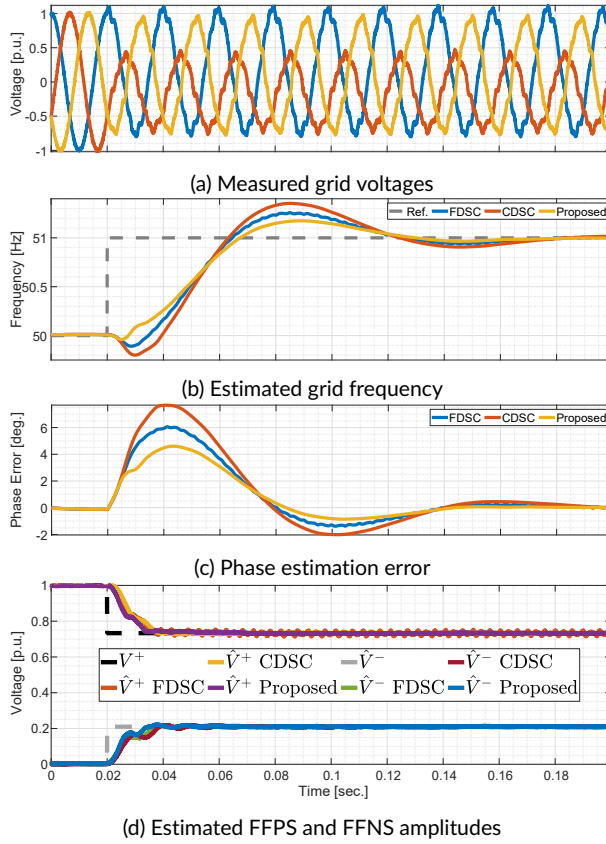 Voltage [p.u.]
1
0.5
0
-0.5
-1
(a) Measured grid voltages
Ref. FDSC CDSC Proposed
Frequency [Hz]
51
50.5
50
(b) Estimated grid frequency
FDSC CDSC Proposed
Phase Error [deg.]
6
4
2
0
-2
(c) Phase estimation error
Voltage [p.u.]
1
0.8
0.6
0.4
0.2
0
V⁺ V̂⁺ CDSC V̂⁻ V̂⁻ CDSC
V̂⁺ FDSC V̂⁺ Proposed V̂⁻ FDSC V̂⁻ Proposed
0 0.02 0.04 0.06 0.08 0.1 0.12 0.14 0.16 0.18
Time [sec.]
(d) Estimated FFPS and FFNS amplitudes